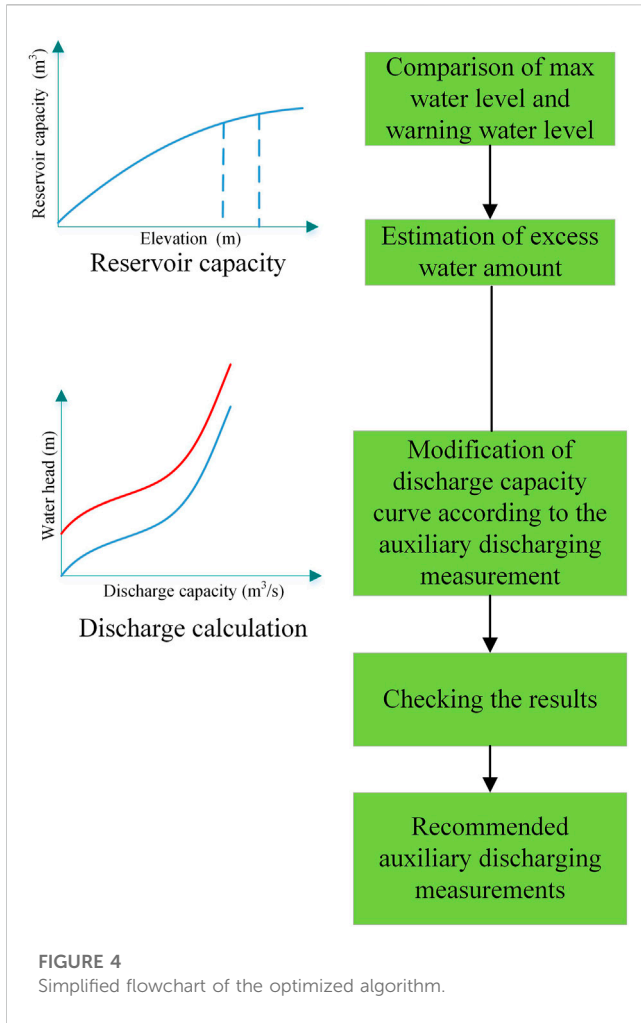 Reservoir capacity (m³)
Elevation (m)
Reservoir capacity
Comparison of max
water level and
warning water level
Estimation of excess
water amount
Water head (m)
Discharge capacity (m³/s)
Discharge calculation
Modification of
discharge capacity
curve according to the
auxiliary discharging
measurement
Checking the results
Recommended
auxiliary discharging
measurements
FIGURE 4
Simplified flowchart of the optimized algorithm.